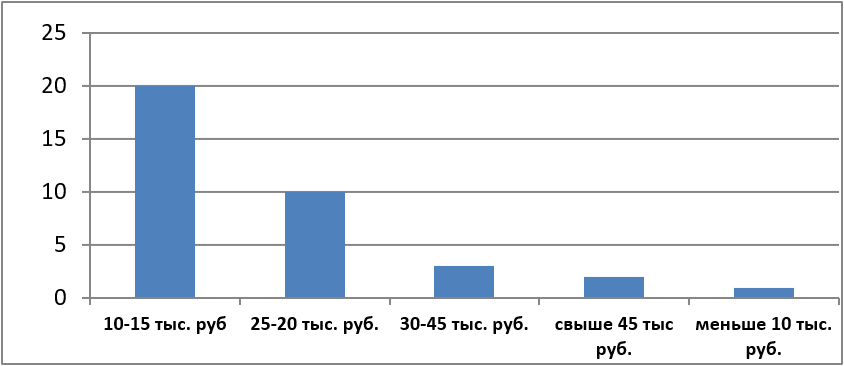 25
20
15
10
5
0
10-15 тыс. руб
25-20 тыс. руб.
30-45 тыс. руб.
свыше 45 тыс
руб.
меньше 10 тыс.
руб.